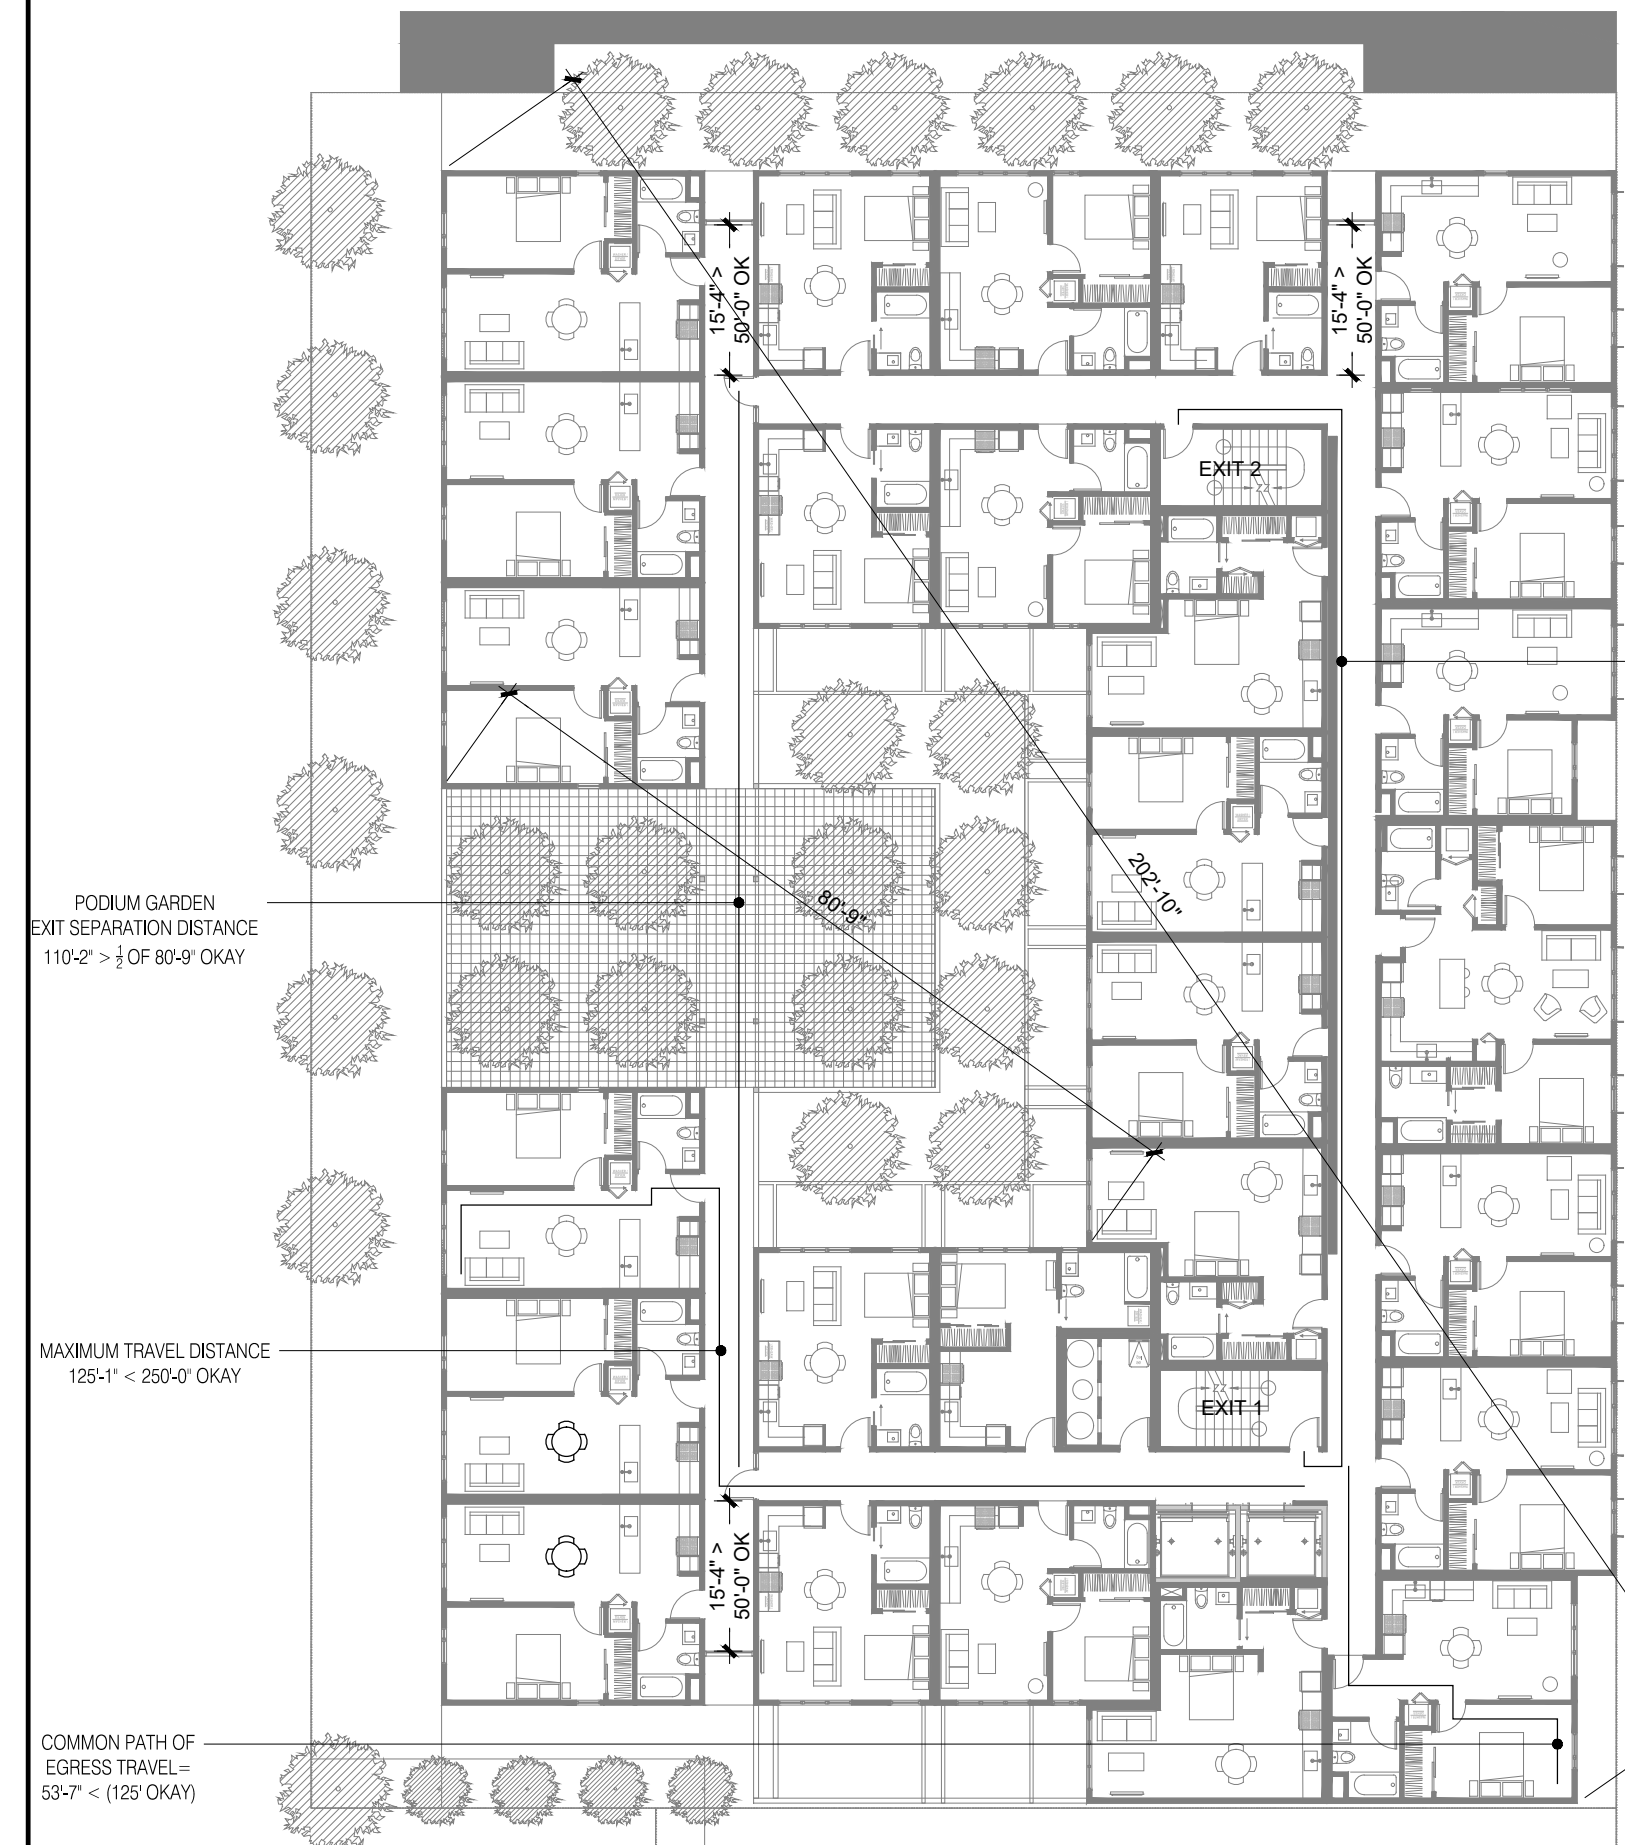 15'-4" >
50'-0" OK
15'-4" >
50'-0" OK
EXIT 2
202'-10"
80'-9"
PODIUM GARDEN
EXIT SEPARATION DISTANCE
110'-2" > ½ OF 80'-9" OKAY
MAXIMUM TRAVEL DISTANCE
125'-1" < 250'-0" OKAY
EXIT 1
15'-4" >
50'-0" OK
COMMON PATH OF
EGRESS TRAVEL=
53'-7" < (125' OKAY)